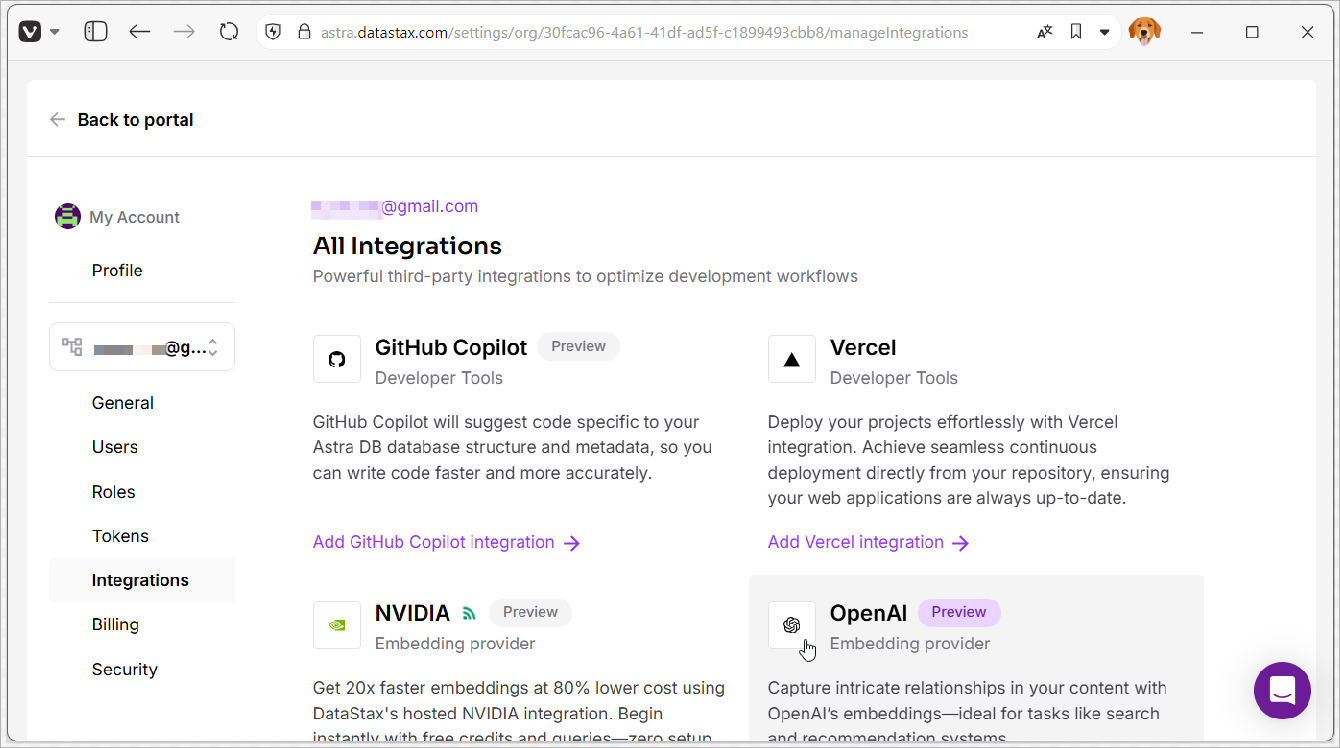 astra.datastax.com/settings/org/30fcac96-4a61-41df-ad5f-c1899493cbb8/manageIntegrations
Back to portal
My Account
Profile
@g...
General
Users
Roles
Tokens
Integrations
Billing
Security
@gmail.com
All Integrations
Powerful third-party integrations to optimize development workflows
GitHub Copilot Preview
Developer Tools
GitHub Copilot will suggest code specific to your
Astra DB database structure and metadata, so you
can write code faster and more accurately.
Add GitHub Copilot integration
Vercel
Developer Tools
Deploy your projects effortlessly with Vercel
integration. Achieve seamless continuous
deployment directly from your repository, ensuring
your web applications are always up-to-date.
Add Vercel integration
NVIDIA Preview
Embedding provider
Get 20x faster embeddings at 80% lower cost using
DataStax's hosted NVIDIA integration. Begin
instantly with free credits and queries—zero setup
OpenAI Preview
Embedding provider
Capture intricate relationships in your content with
OpenAI's embeddings—ideal for tasks like search
and recommendation systems.